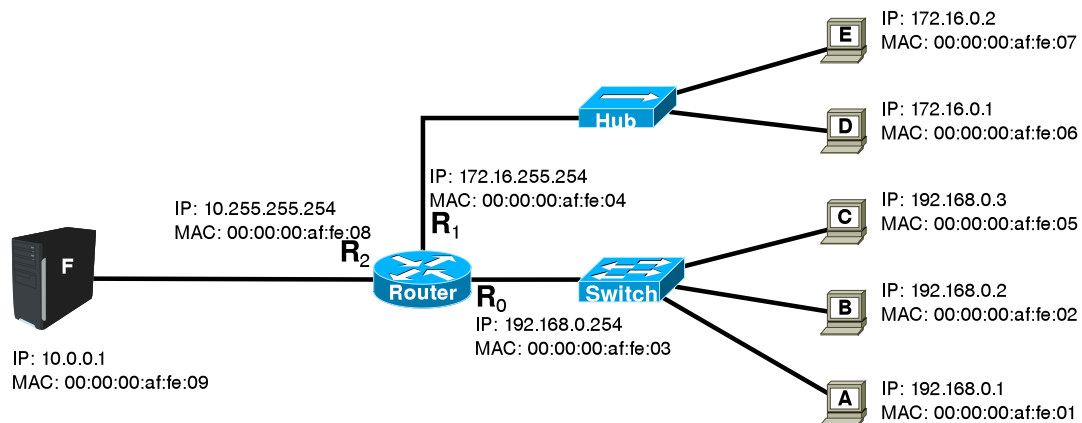 E
IP: 172.16.0.2
MAC: 00:00:00:af:fe:07
Hub
D
IP: 172.16.0.1
MAC: 00:00:00:af:fe:06
IP: 172.16.255.254
MAC: 00:00:00:af:fe:04
R1
IP: 10.255.255.254
MAC: 00:00:00:af:fe:08
R2
C
IP: 192.168.0.3
MAC: 00:00:00:af:fe:05
F
Router
R0
Switch
B
IP: 192.168.0.2
MAC: 00:00:00:af:fe:02
IP: 192.168.0.254
MAC: 00:00:00:af:fe:03
IP: 10.0.0.1
MAC: 00:00:00:af:fe:09
A
IP: 192.168.0.1
MAC: 00:00:00:af:fe:01